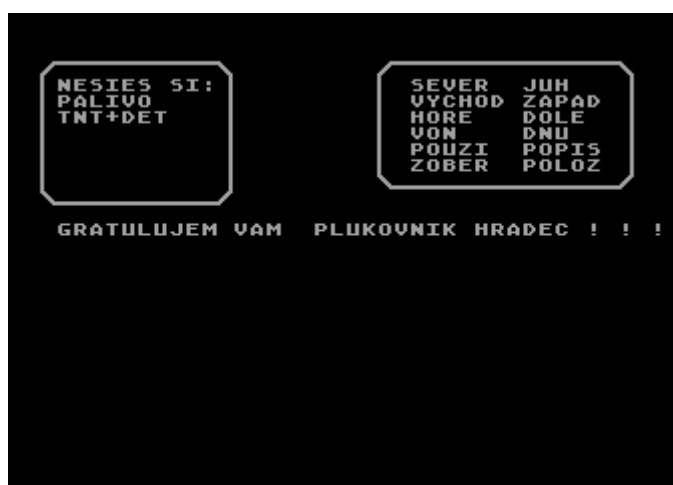 NESIES SI:
PALIVO
TNT+DET
SEVER JUH
VYCHOD ZAPAD
HORE DOLE
VON DNU
POUZI POPIS
ZOBER POLOZ
GRATULUJEM VAM PLUKOVNIK HRADEC ! ! !